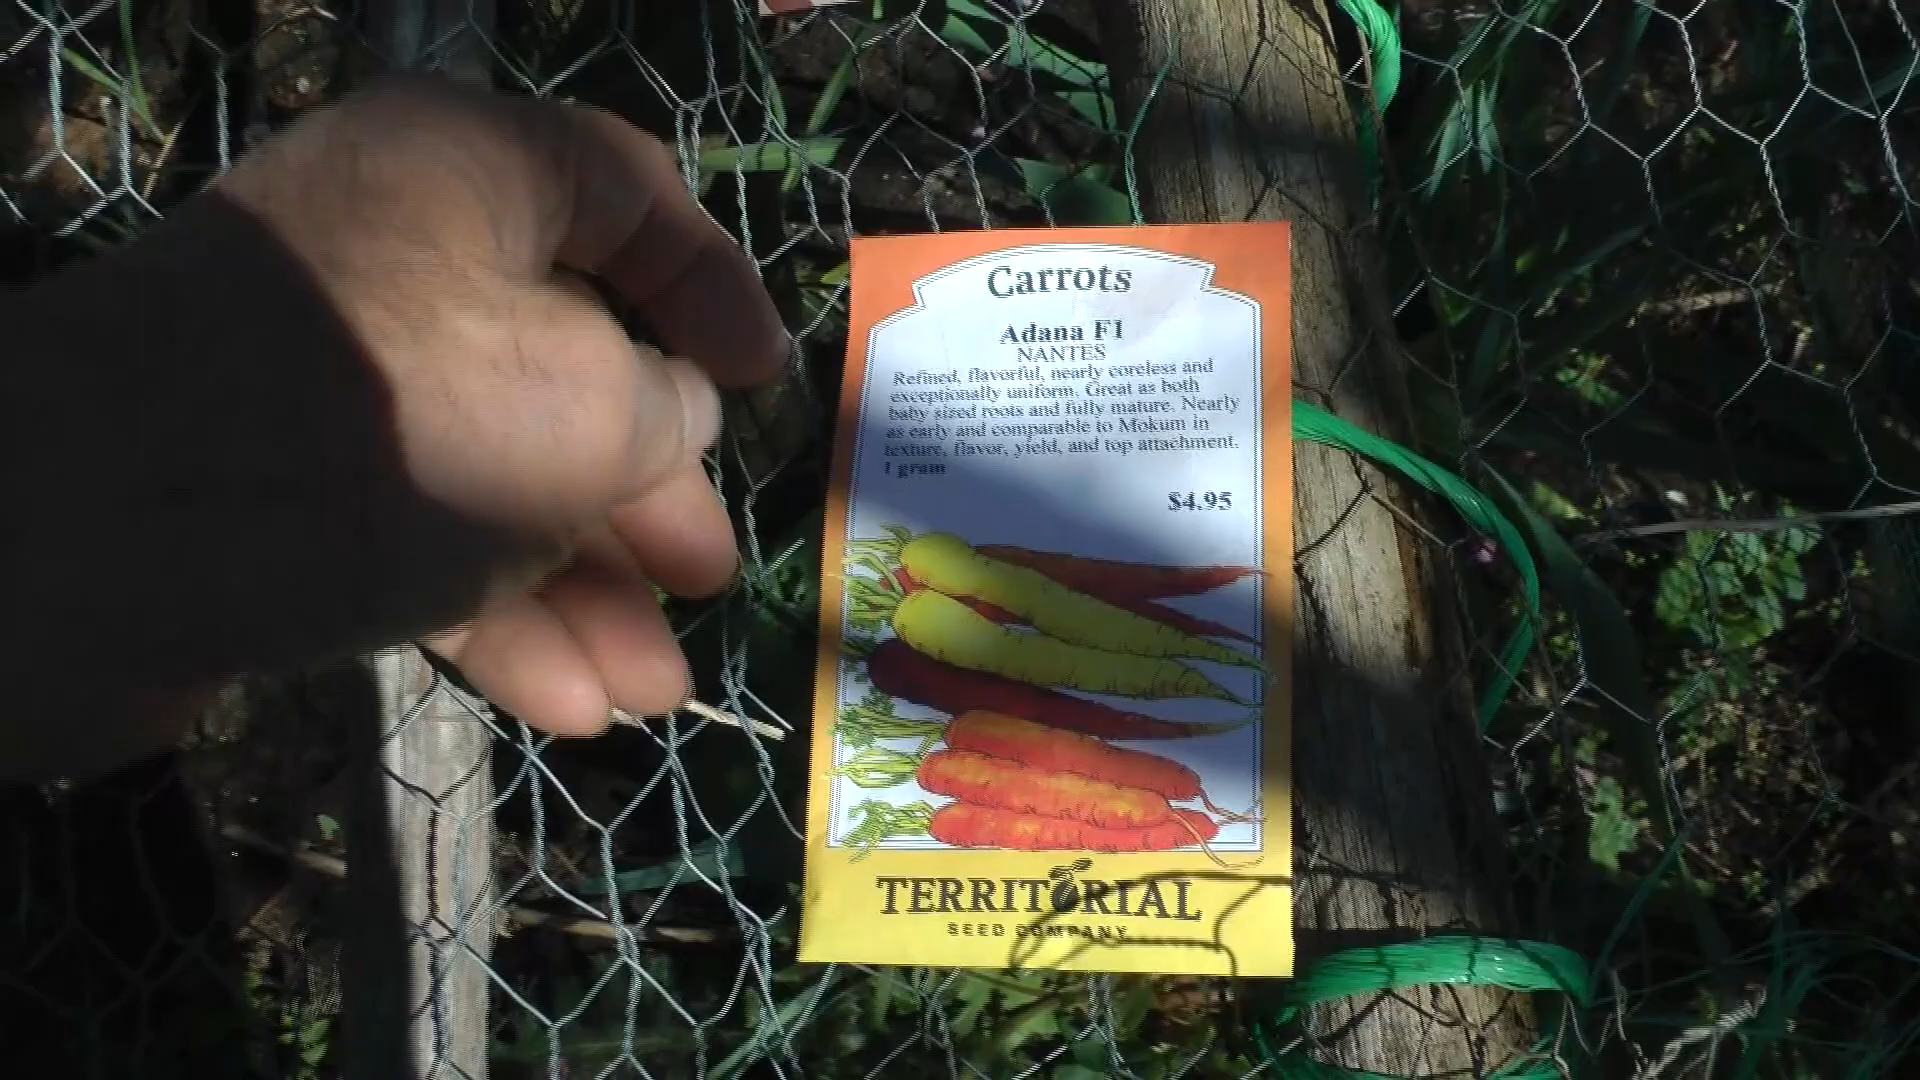 Carrots
Adana F1
NANTES
Refined, flavorful, nearly coreless and
exceptionally uniform. Great as both
baby sized roots and fully mature. Nearly
as early and comparable to Mokum in
texture, flavor, yield, and top attachment.
1 gram
$4.95
TERRITORIAL
SEED COMPANY